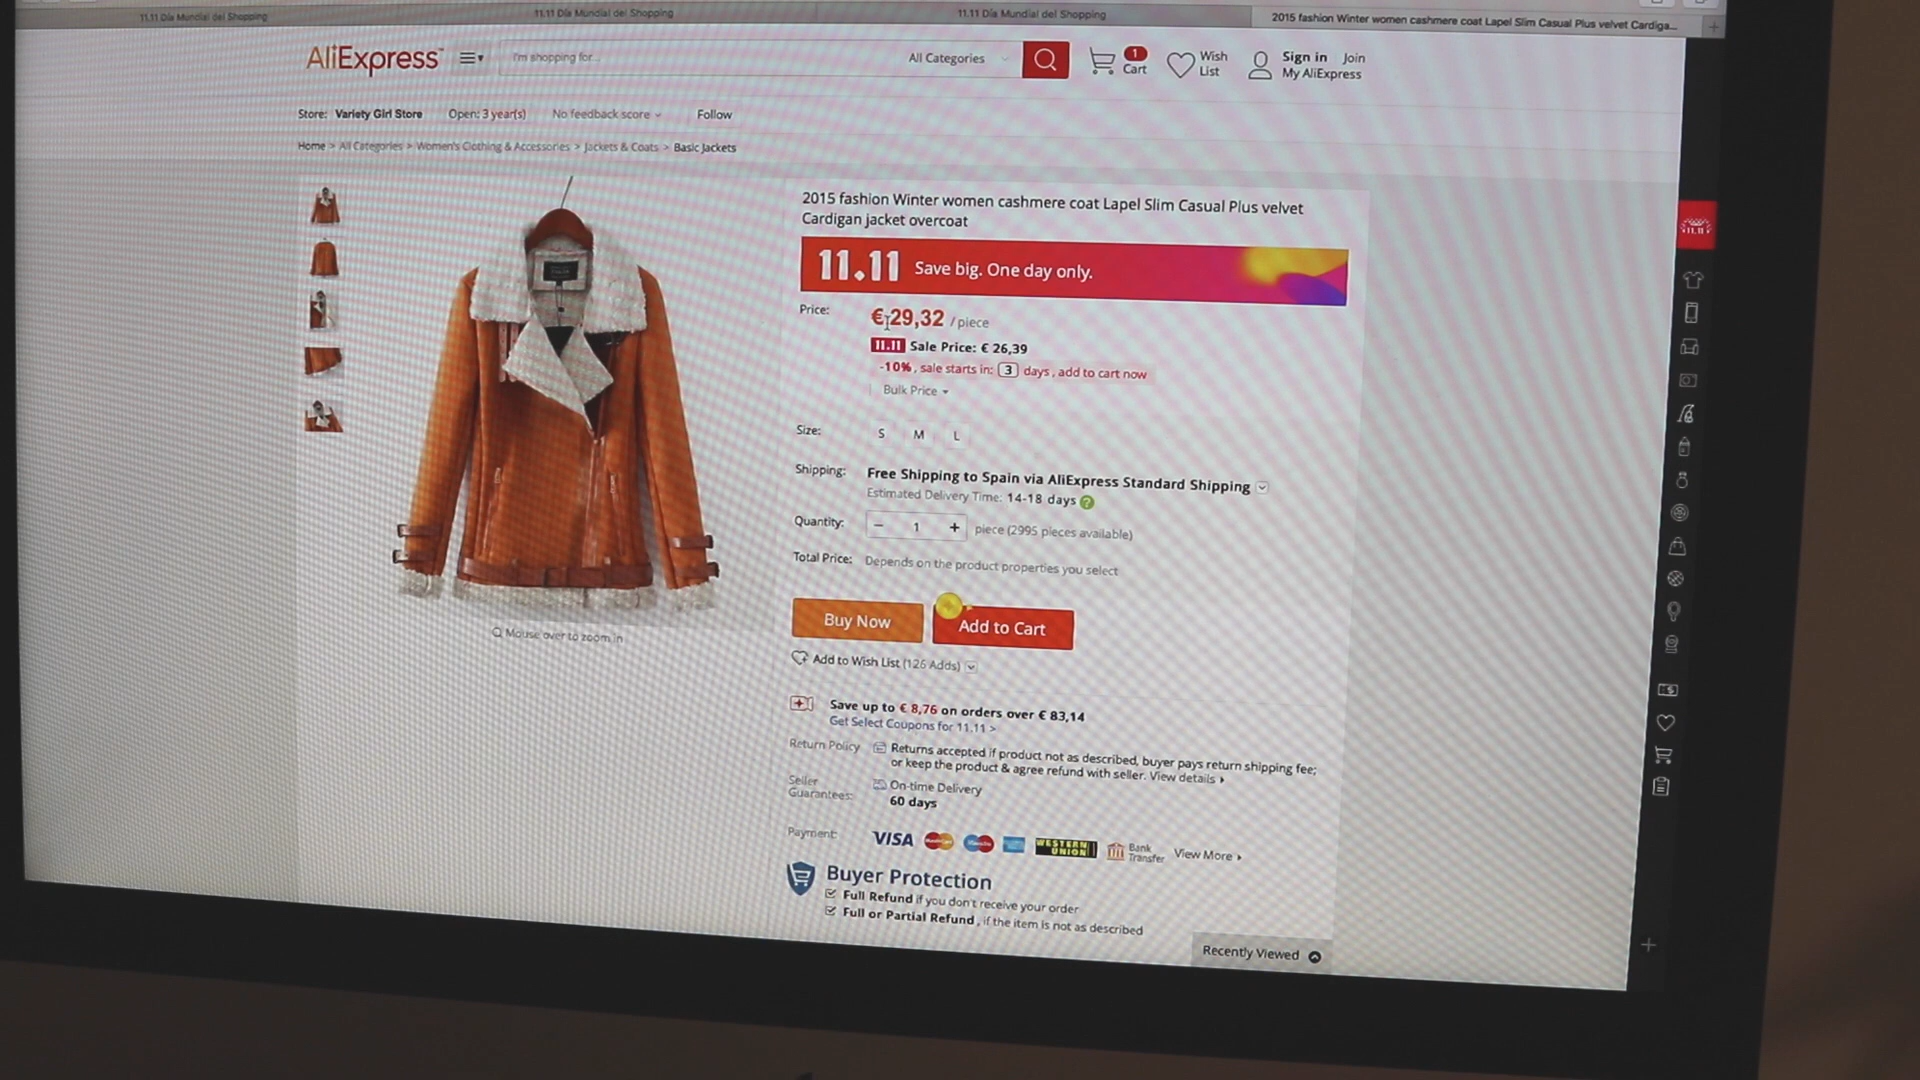 11.11 Día Mundial del Shopping
11.11 Día Mundial del Shopping
11.11 Día Mundial del Shopping
2015 fashion Winter women cashmere coat Lapel Slim Casual Plus velvet Cardiga...
AliExpress
I'm shopping for...
All Categories
1
Cart
Wish List
Sign in Join
My AliExpress
Store: Variety Girl Store Open: 3 year(s) No feedback score Follow
Home > All Categories > Women's Clothing & Accessories > Jackets & Coats > Basic Jackets
2015 fashion Winter women cashmere coat Lapel Slim Casual Plus velvet
Cardigan jacket overcoat
11.11 Save big. One day only.
Price: € 29,32 / piece
11.11 Sale Price: € 26,39
-10% , sale starts in: 3 days , add to cart now
Bulk Price
Size: S M L
Shipping: Free Shipping to Spain via AliExpress Standard Shipping
Estimated Delivery Time: 14-18 days ?
Quantity: − 1 + piece (2995 pieces available)
Total Price: Depends on the product properties you select
Buy Now
Add to Cart
Mouse over to zoom in
Add to Wish List (126 Adds)
Save up to € 8,76 on orders over € 83,14
Get Select Coupons for 11.11 >
Return Policy Returns accepted if product not as described, buyer pays return shipping fee;
or keep the product & agree refund with seller. View details
Seller Guarantees: On-time Delivery
60 days
Payment: VISA WESTERN UNION Bank Transfer View More
Buyer Protection
Full Refund if you don't receive your order
Full or Partial Refund , if the item is not as described
Recently Viewed
11.11